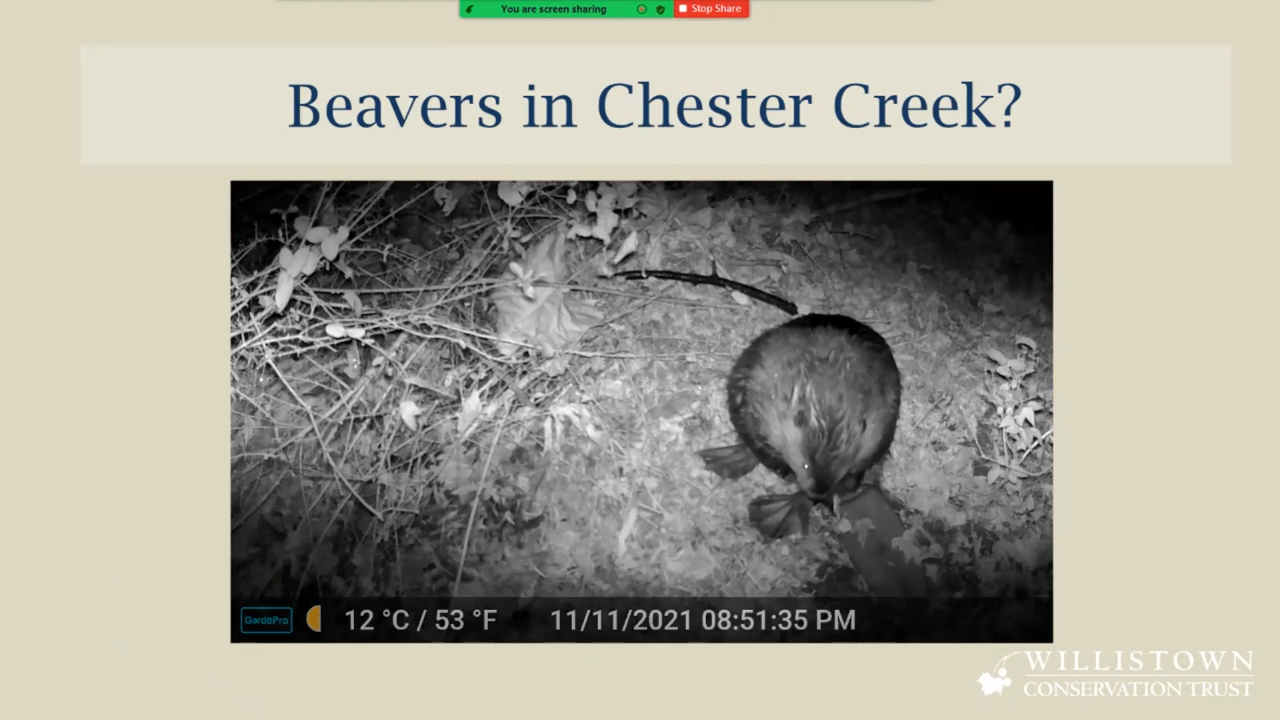 You are screen sharing Stop Share
Beavers in Chester Creek?
GardePro 12 °C / 53 °F 11/11/2021 08:51:35 PM
WILLISTOWN
CONSERVATION TRUST